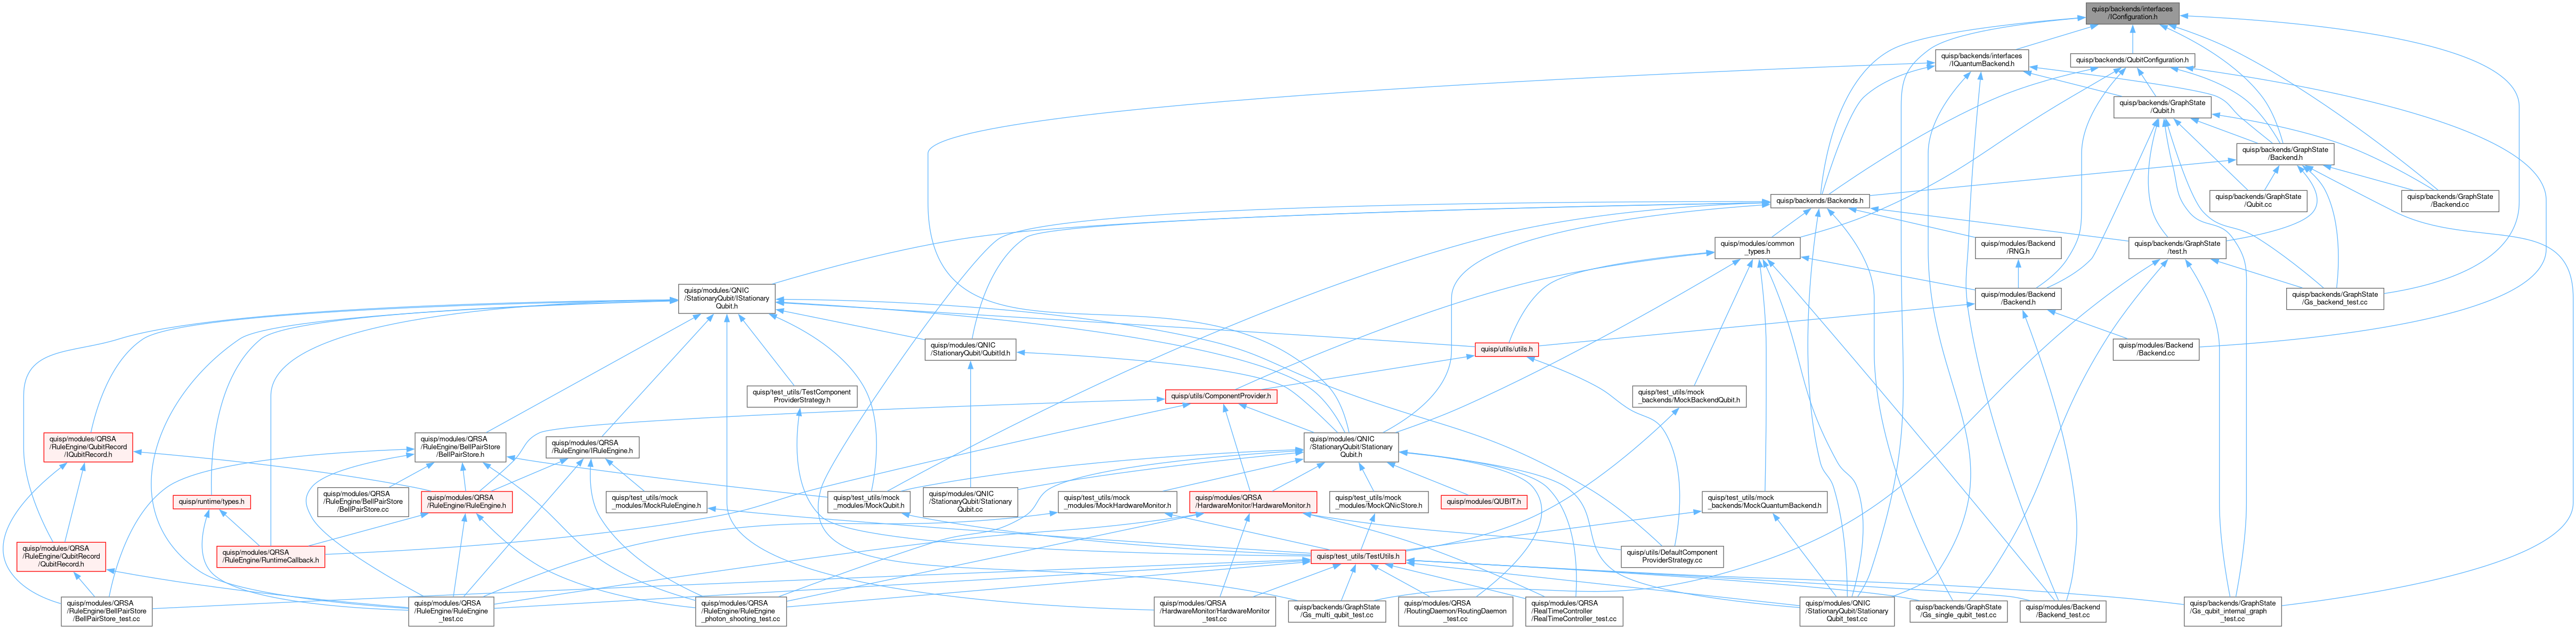 quisp/backends/interfaces
/IConfiguration.h
quisp/backends/interfaces
/IQuantumBackend.h
quisp/backends/QubitConfiguration.h
quisp/backends/GraphState
/Qubit.h
quisp/backends/GraphState
/Backend.h
quisp/backends/Backends.h
quisp/backends/GraphState
/Qubit.cc
quisp/backends/GraphState
/Backend.cc
quisp/modules/common
_types.h
quisp/modules/Backend
/RNG.h
quisp/backends/GraphState
/test.h
quisp/modules/QNIC
/StationaryQubit/IStationary
Qubit.h
quisp/modules/Backend
/Backend.h
quisp/backends/GraphState
/Gs_backend_test.cc
quisp/modules/QNIC
/StationaryQubit/QubitId.h
quisp/utils/utils.h
quisp/modules/Backend
/Backend.cc
quisp/test_utils/TestComponent
ProviderStrategy.h
quisp/utils/ComponentProvider.h
quisp/test_utils/mock
_backends/MockBackendQubit.h
quisp/modules/QRSA
/RuleEngine/QubitRecord
/IQubitRecord.h
quisp/modules/QRSA
/RuleEngine/BellPairStore
/BellPairStore.h
quisp/modules/QRSA
/RuleEngine/IRuleEngine.h
quisp/modules/QNIC
/StationaryQubit/Stationary
Qubit.h
quisp/runtime/types.h
quisp/modules/QRSA
/RuleEngine/BellPairStore
/BellPairStore.cc
quisp/modules/QRSA
/RuleEngine/RuleEngine.h
quisp/test_utils/mock
_modules/MockRuleEngine.h
quisp/test_utils/mock
_modules/MockQubit.h
quisp/modules/QNIC
/StationaryQubit/Stationary
Qubit.cc
quisp/test_utils/mock
_modules/MockHardwareMonitor.h
quisp/modules/QRSA
/HardwareMonitor/HardwareMonitor.h
quisp/test_utils/mock
_modules/MockQNicStore.h
quisp/modules/QUBIT.h
quisp/test_utils/mock
_backends/MockQuantumBackend.h
quisp/modules/QRSA
/RuleEngine/QubitRecord
/QubitRecord.h
quisp/modules/QRSA
/RuleEngine/RuntimeCallback.h
quisp/test_utils/TestUtils.h
quisp/utils/DefaultComponent
ProviderStrategy.cc
quisp/modules/QRSA
/RuleEngine/BellPairStore
/BellPairStore_test.cc
quisp/modules/QRSA
/RuleEngine/RuleEngine
_test.cc
quisp/modules/QRSA
/RuleEngine/RuleEngine
_photon_shooting_test.cc
quisp/modules/QRSA
/HardwareMonitor/HardwareMonitor
_test.cc
quisp/backends/GraphState
/Gs_multi_qubit_test.cc
quisp/modules/QRSA
/RoutingDaemon/RoutingDaemon
_test.cc
quisp/modules/QRSA
/RealTimeController
/RealTimeController_test.cc
quisp/modules/QNIC
/StationaryQubit/Stationary
Qubit_test.cc
quisp/backends/GraphState
/Gs_single_qubit_test.cc
quisp/modules/Backend
/Backend_test.cc
quisp/backends/GraphState
/Gs_qubit_internal_graph
_test.cc